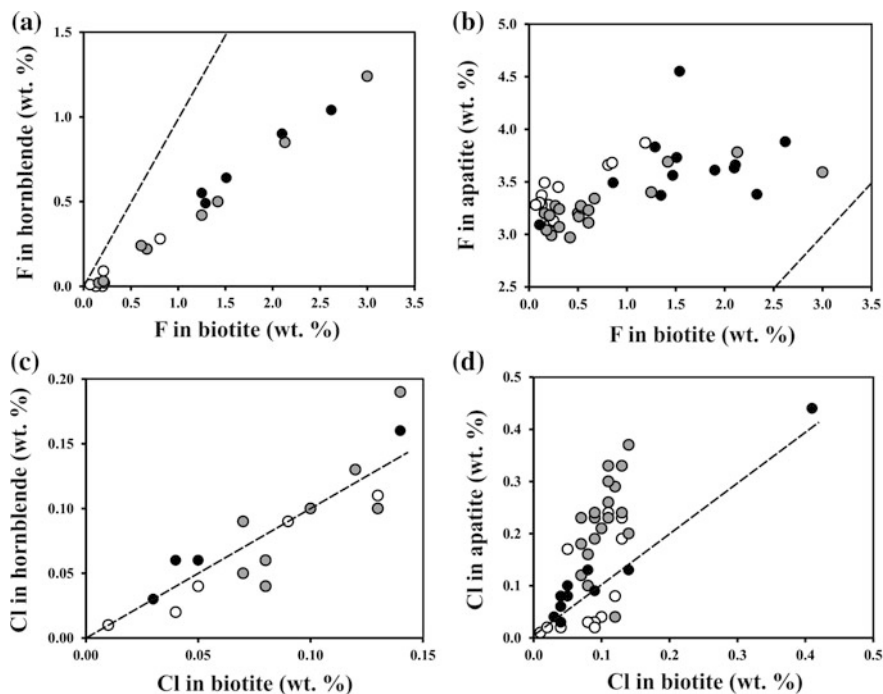 (a)
1.5
1.0
0.5
0.0
F in hornblende (wt. %)
0.0 0.5 1.0 1.5 2.0 2.5 3.0 3.5
F in biotite (wt. %)
(b)
5.0
4.5
4.0
3.5
3.0
2.5
F in apatite (wt. %)
0.0 0.5 1.0 1.5 2.0 2.5 3.0 3.5
F in biotite (wt. %)
(c)
0.20
0.15
0.10
0.05
0.00
Cl in hornblende (wt. %)
0.00 0.05 0.10 0.15
Cl in biotite (wt. %)
(d)
0.5
0.4
0.3
0.2
0.1
0.0
Cl in apatite (wt. %)
0.0 0.1 0.2 0.3 0.4 0.5
Cl in biotite (wt. %)